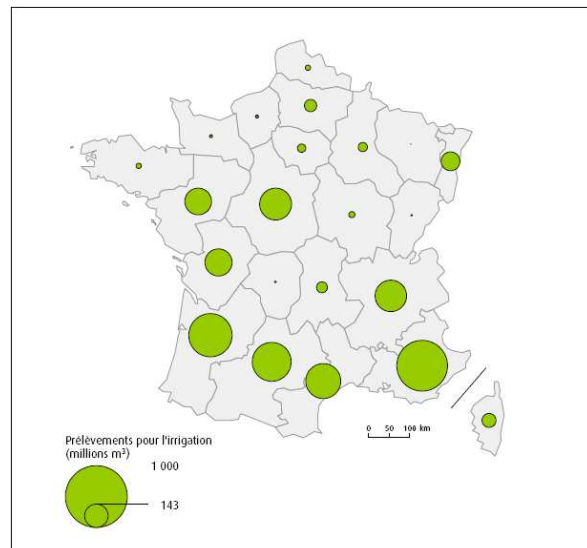 0 50 100 km
Prélèvements pour l'irrigation
(millions m³)
1 000
143